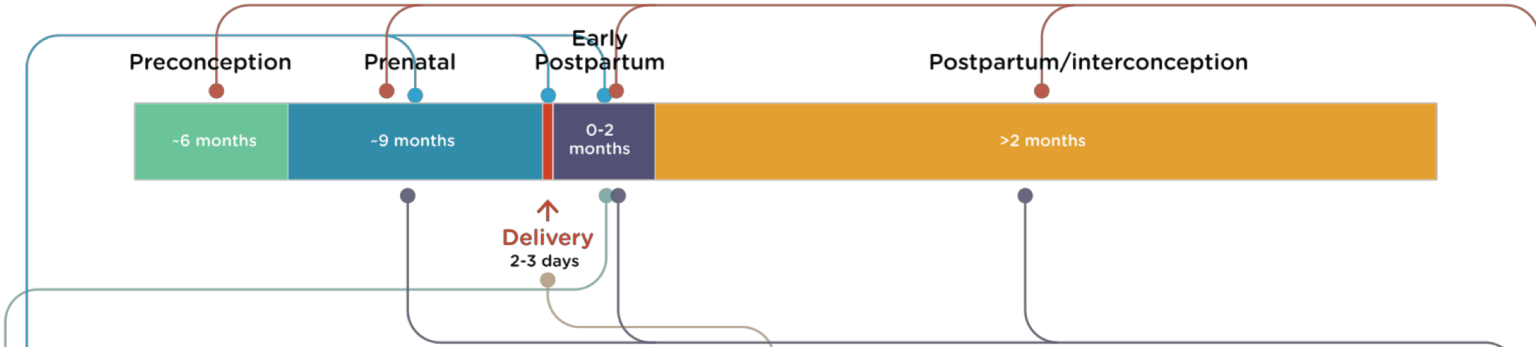 Preconception
Prenatal
Early
Postpartum
Postpartum/interconception
~6 months
~9 months
0-2
months
>2 months
Delivery
2-3 days